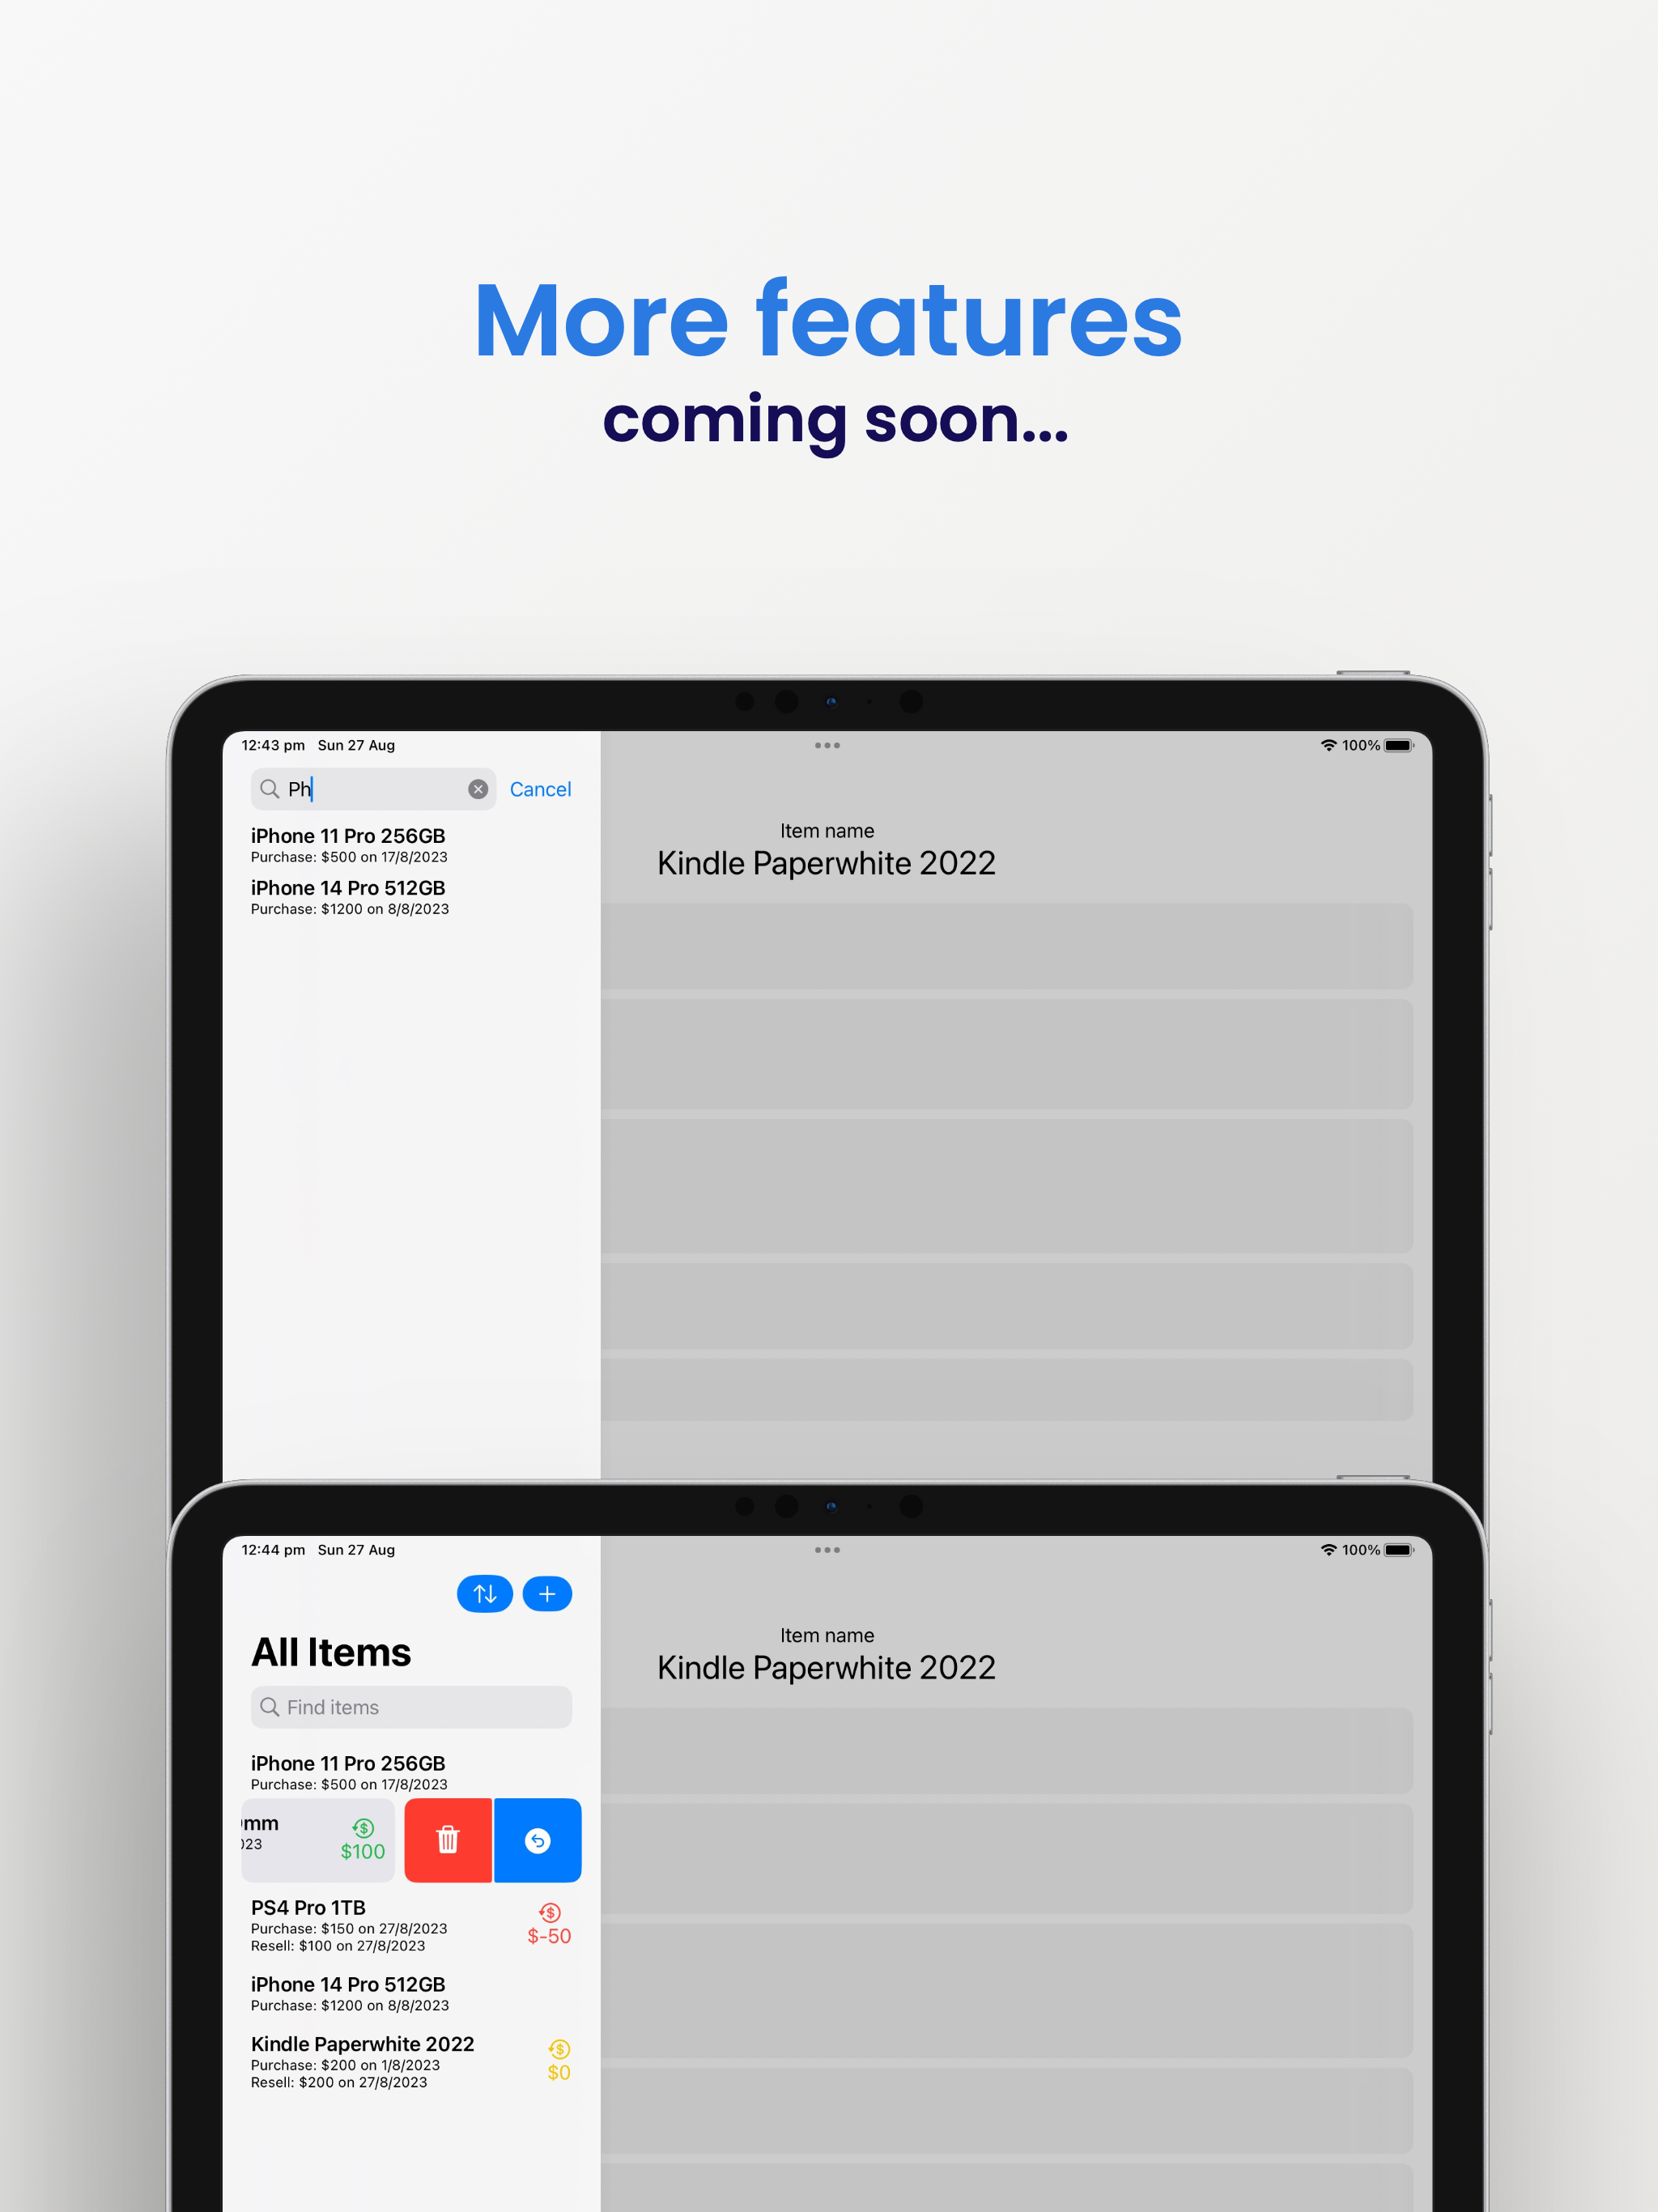 More features
coming soon...
12:43 pm Sun 27 Aug
100%
Ph
Cancel
iPhone 11 Pro 256GB
Purchase: $500 on 17/8/2023
iPhone 14 Pro 512GB
Purchase: $1200 on 8/8/2023
Item name
Kindle Paperwhite 2022
12:44 pm Sun 27 Aug
100%
All Items
Find items
iPhone 11 Pro 256GB
Purchase: $500 on 17/8/2023
mm
023
$100
PS4 Pro 1TB
Purchase: $150 on 27/8/2023
Resell: $100 on 27/8/2023
$-50
iPhone 14 Pro 512GB
Purchase: $1200 on 8/8/2023
Kindle Paperwhite 2022
Purchase: $200 on 1/8/2023
Resell: $200 on 27/8/2023
$0
Item name
Kindle Paperwhite 2022